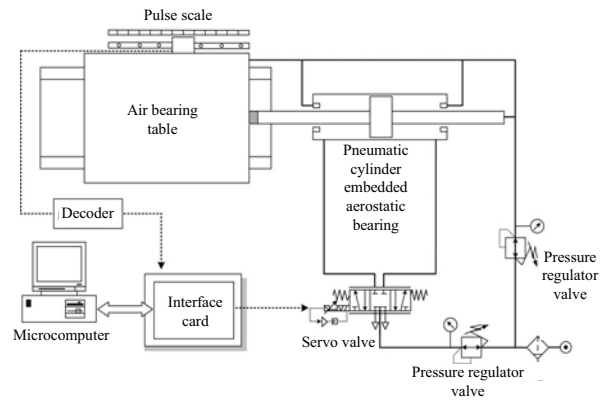 Pulse scale
Air bearing
table
Pneumatic
cylinder
embedded
aerostatic
bearing
Decoder
Pressure
regulator
valve
Interface
card
Microcomputer
Servo valve
Pressure regulator
valve